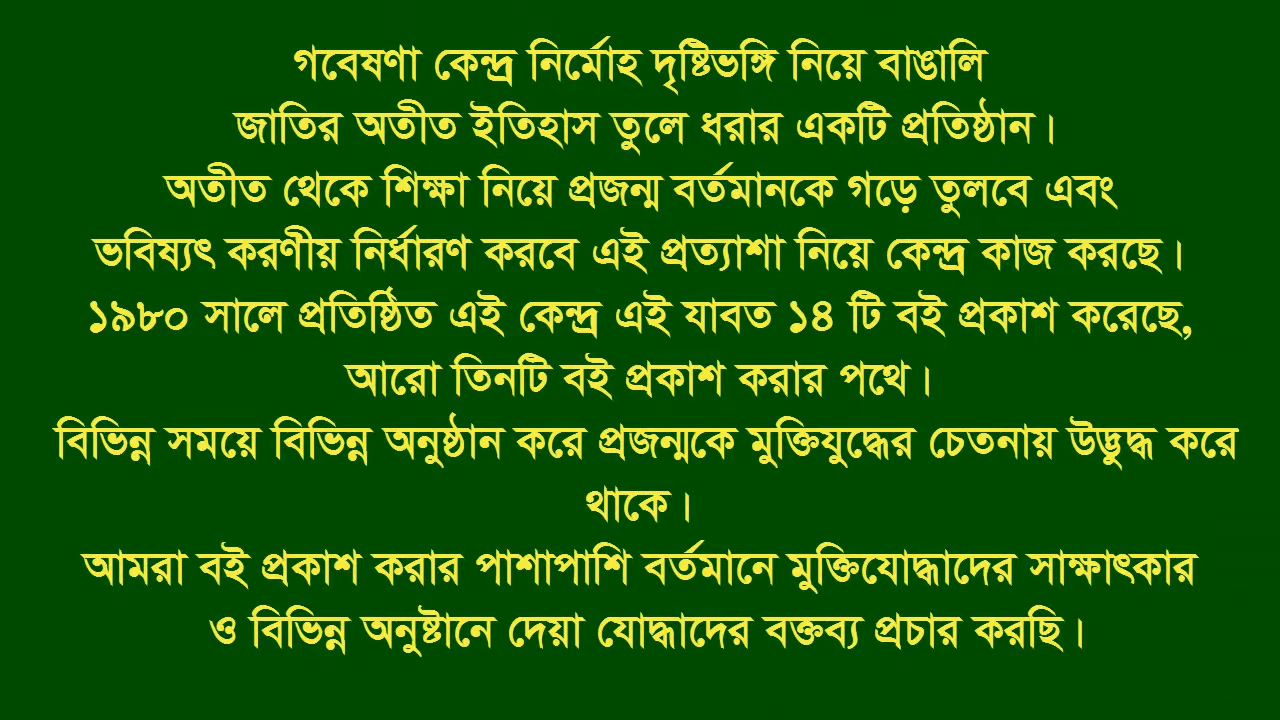 গবেষণা কেন্দ্র নির্মোহ দৃষ্টিভঙ্গি নিয়ে বাঙালি
জাতির অতীত ইতিহাস তুলে ধরার একটি প্রতিষ্ঠান।
অতীত থেকে শিক্ষা নিয়ে প্রজন্ম বর্তমানকে গড়ে তুলবে এবং
ভবিষ্যৎ করণীয় নির্ধারণ করবে এই প্রত্যাশা নিয়ে কেন্দ্র কাজ করছে।
১৯৮০ সালে প্রতিষ্ঠিত এই কেন্দ্র এই যাবত ১৪ টি বই প্রকাশ করেছে,
আরো তিনটি বই প্রকাশ করার পথে।
বিভিন্ন সময়ে বিভিন্ন অনুষ্ঠান করে প্রজন্মকে মুক্তিযুদ্ধের চেতনায় উদ্ভুদ্ধ করে
থাকে।
আমরা বই প্রকাশ করার পাশাপাশি বর্তমানে মুক্তিযোদ্ধাদের সাক্ষাৎকার
ও বিভিন্ন অনুষ্টানে দেয়া যোদ্ধাদের বক্তব্য প্রচার করছি।